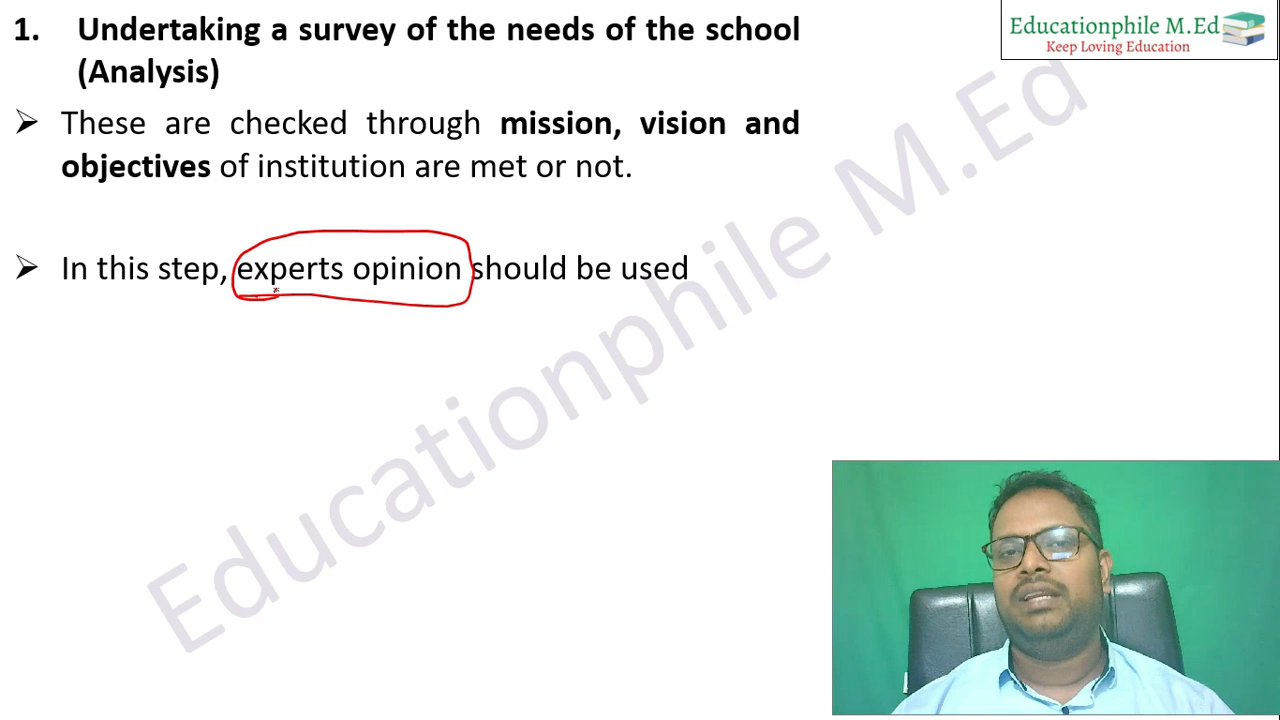 1. Undertaking a survey of the needs of the school
(Analysis)
Educationphile M.Ed
Keep Loving Education
➢ These are checked through mission, vision and
objectives of institution are met or not.
➢ In this step, experts opinion should be used
Educationphile M.Ed